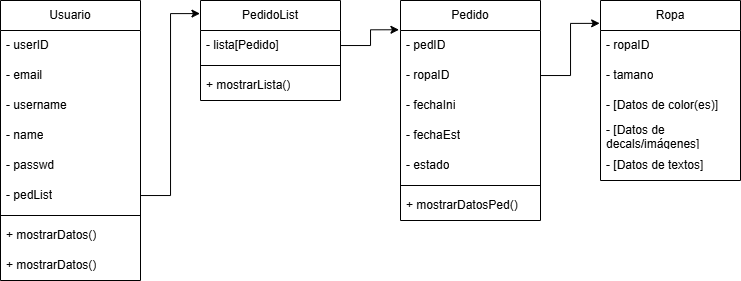 Usuario
- userID
- email
- username
- name
- passwd
- pedList
+ mostrarDatos()
+ mostrarDatos()
PedidoList
- lista[Pedido]
+ mostrarLista()
Pedido
- pedID
- ropaID
- fechaIni
- fechaEst
- estado
+ mostrarDatosPed()
Ropa
- ropaID
- tamano
- [Datos de color(es)]
- [Datos de
decals/imágenes]
- [Datos de textos]